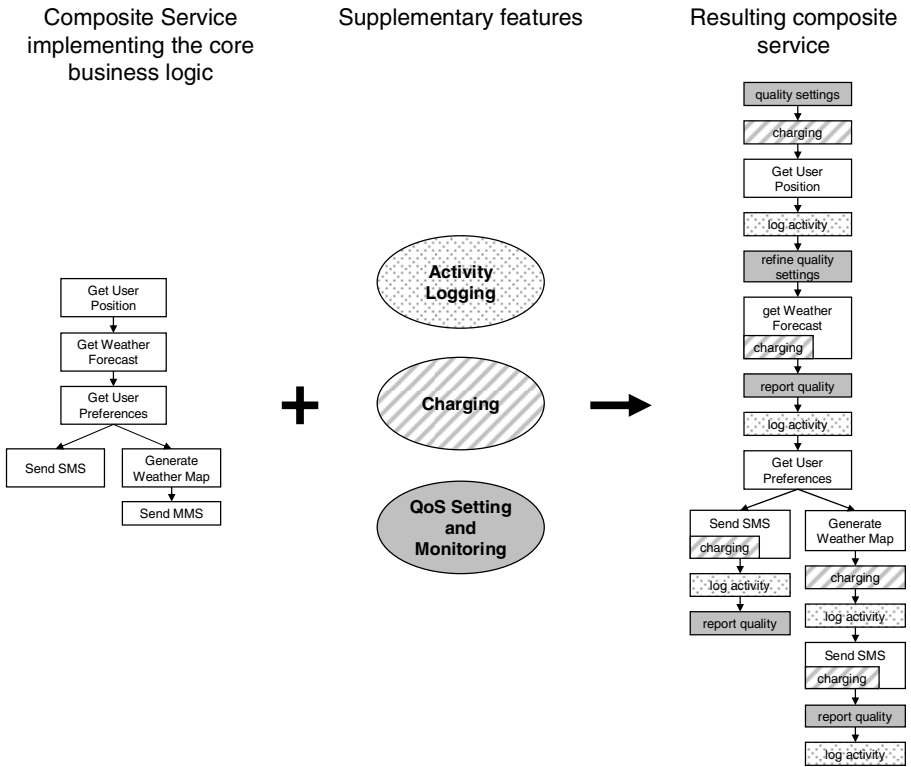 Composite Service
implementing the core
business logic
Supplementary features
Resulting composite
service
Get User
Position
Get Weather
Forecast
Get User
Preferences
Send SMS
Generate
Weather Map
Send MMS
Activity
Logging
Charging
QoS Setting
and
Monitoring
quality settings
charging
Get User
Position
log activity
refine quality
settings
get Weather
Forecast
charging
report quality
log activity
Get User
Preferences
Send SMS
charging
log activity
report quality
Generate
Weather Map
charging
log activity
Send SMS
charging
report quality
log activity